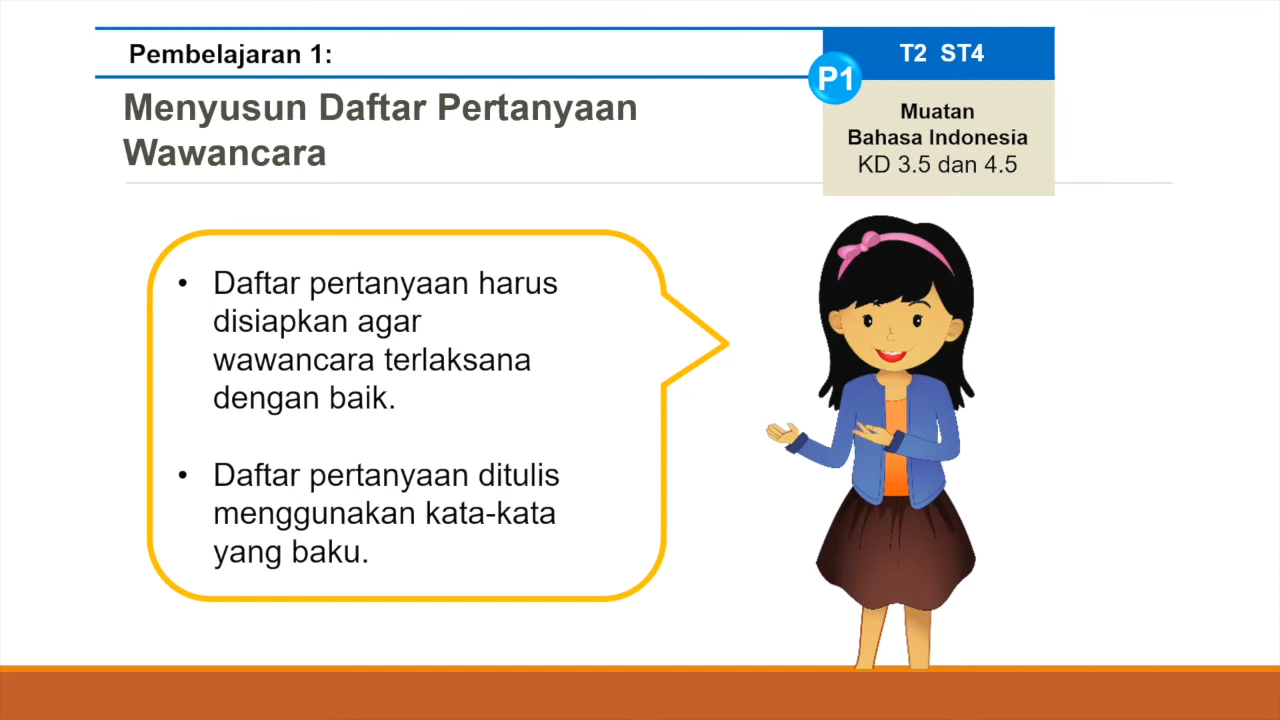 Pembelajaran 1:
T2 ST4
P1
Muatan
Bahasa Indonesia
KD 3.5 dan 4.5
Menyusun Daftar Pertanyaan
Wawancara
• Daftar pertanyaan harus
disiapkan agar
wawancara terlaksana
dengan baik.
• Daftar pertanyaan ditulis
menggunakan kata-kata
yang baku.